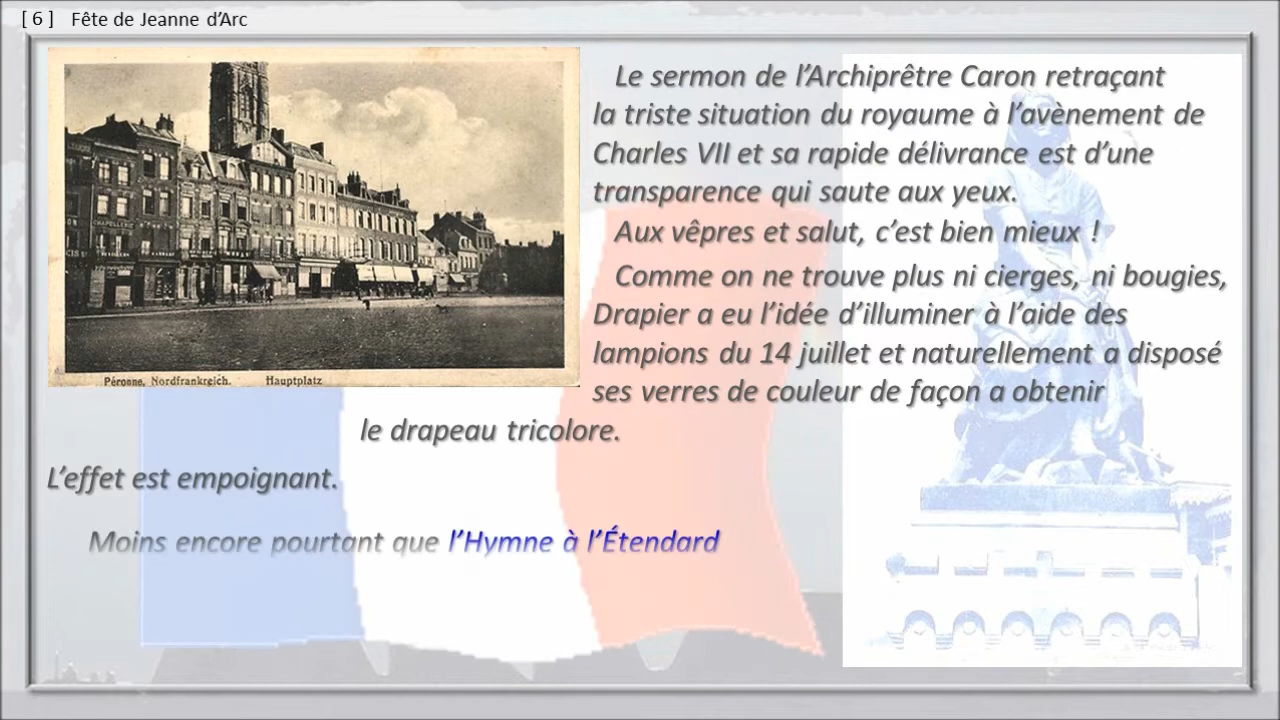 [ 6 ] Fête de Jeanne d’Arc
Le sermon de l’Archiprêtre Caron retraçant
la triste situation du royaume à l’avènement de
Charles VII et sa rapide délivrance est d’une
transparence qui saute aux yeux.
Aux vêpres et salut, c’est bien mieux !
Comme on ne trouve plus ni cierges, ni bougies,
Drapier a eu l’idée d’illuminer à l’aide des
lampions du 14 juillet et naturellement a disposé
ses verres de couleur de façon a obtenir
le drapeau tricolore.
L’effet est empoignant.
Moins encore pourtant que l’Hymne à l’Étendard
CHAPELLERIE
Péronne, Nordfrankreich. Hauptplatz